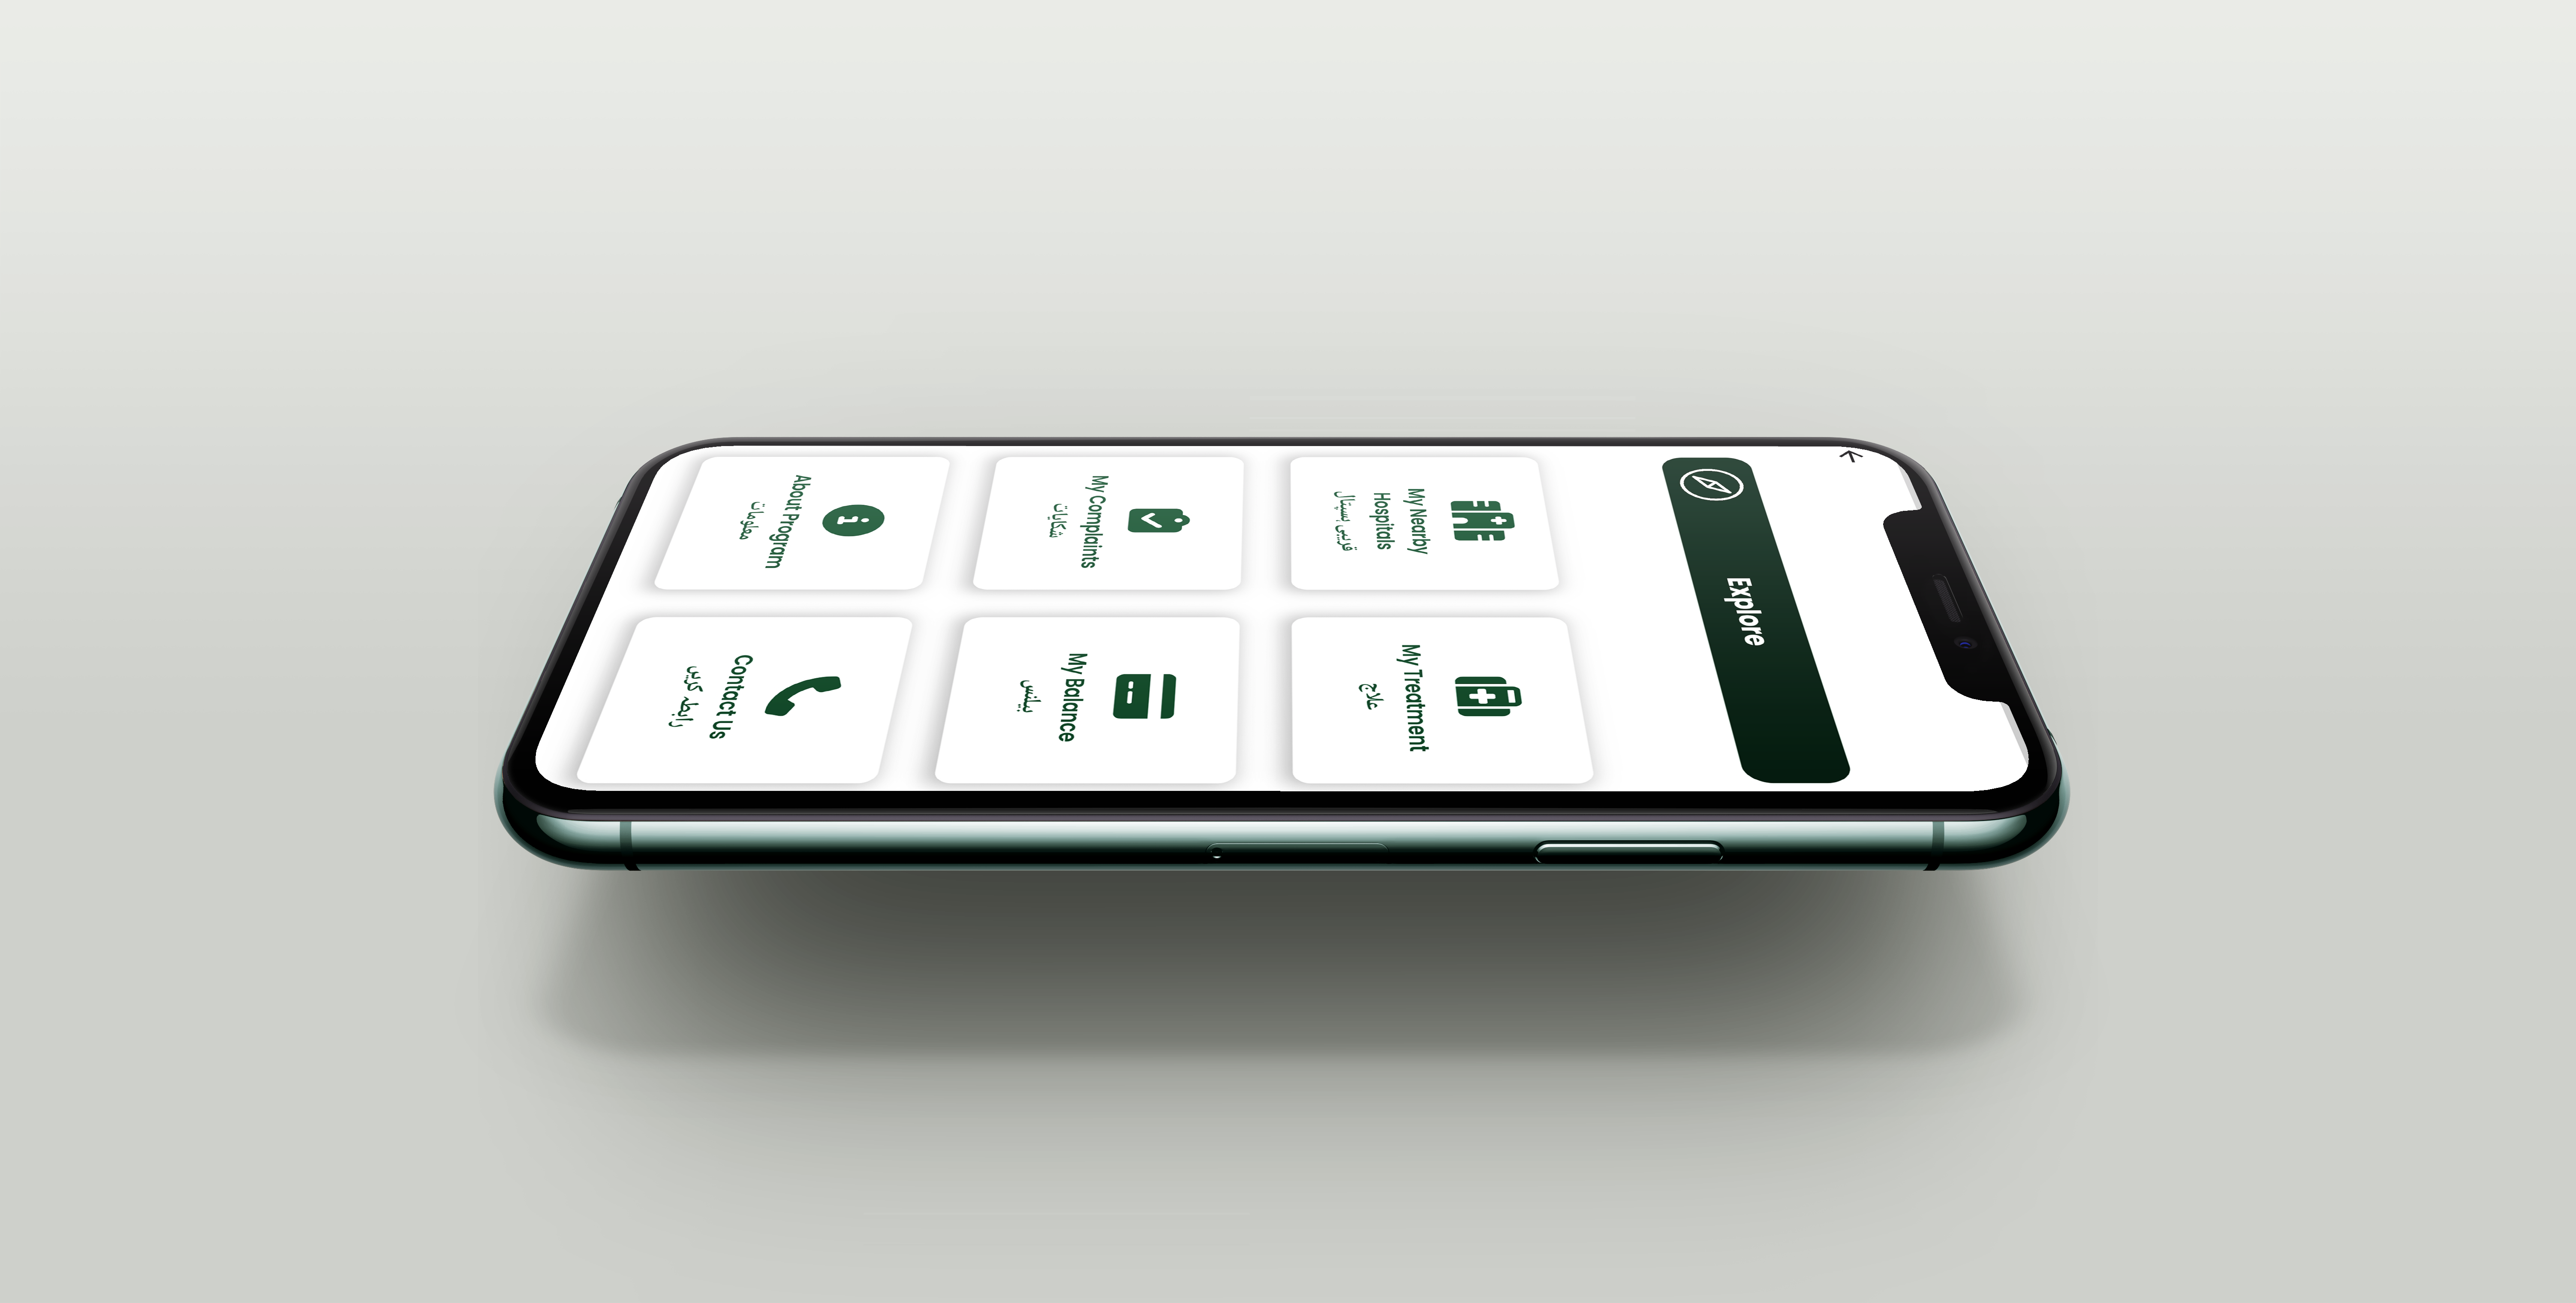 Explore
My Nearby
Hospitals
قریبی ہسپتال
My Treatment
علاج
My Complaints
شکایات
My Balance
بیلنس
About Program
معلومات
Contact Us
رابطہ کریں